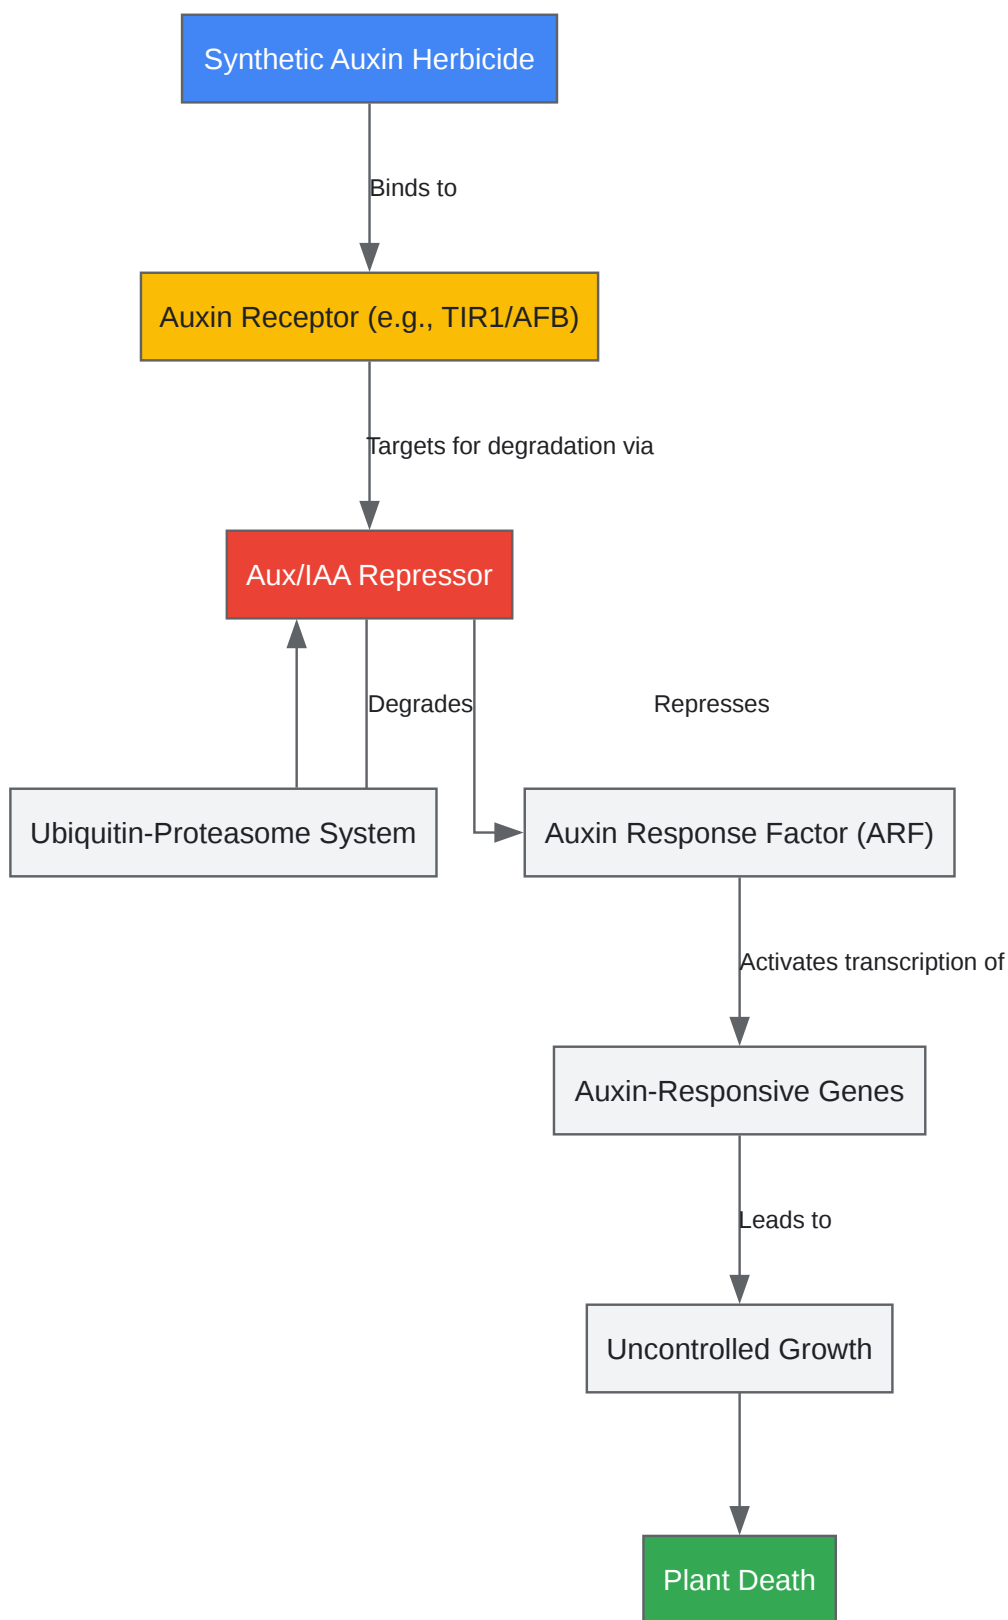 Synthetic Auxin Herbicide
Binds to
Auxin Receptor (e.g., TIR1/AFB)
Targets for degradation via
Aux/IAA Repressor
Degrades
Represses
Ubiquitin-Proteasome System
Auxin Response Factor (ARF)
Activates transcription of
Auxin-Responsive Genes
Leads to
Uncontrolled Growth
Plant Death